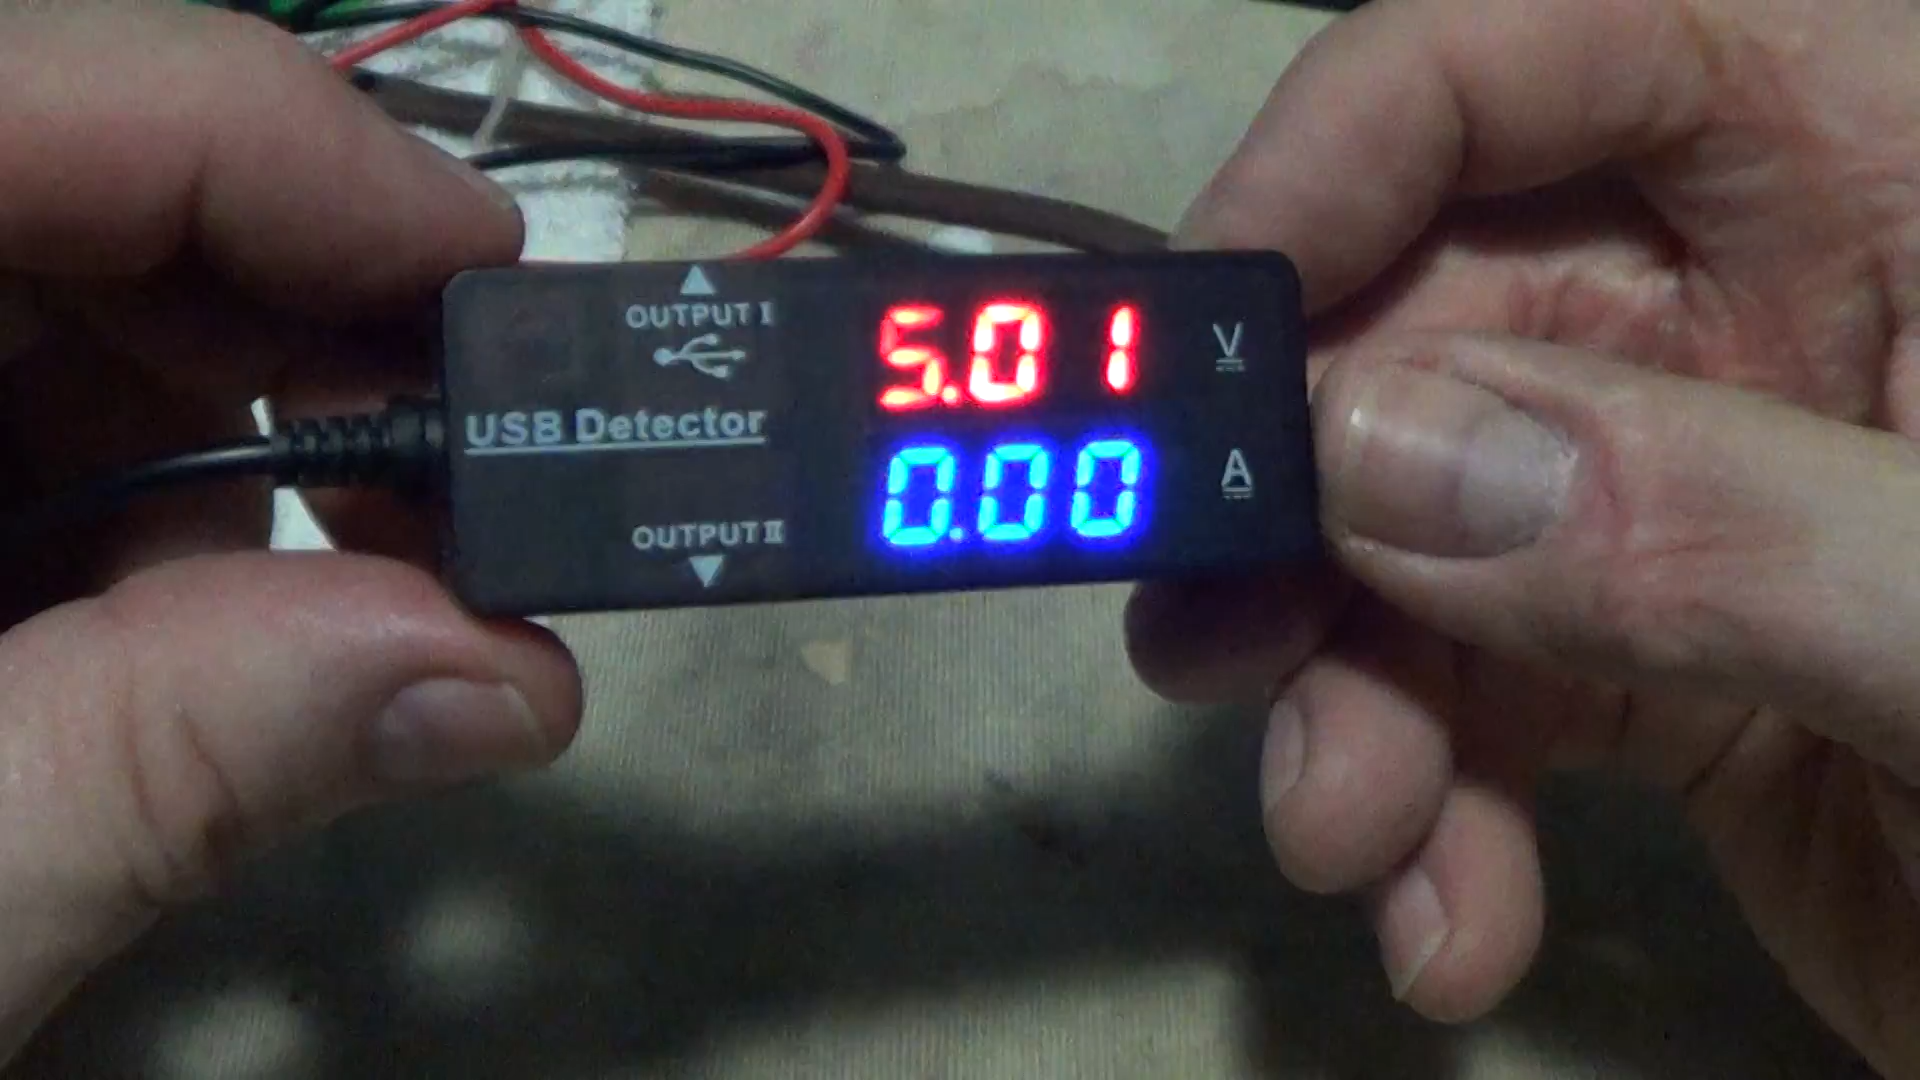 OUTPUT I
USB Detector
OUTPUT II
5.01 V
0.00 A